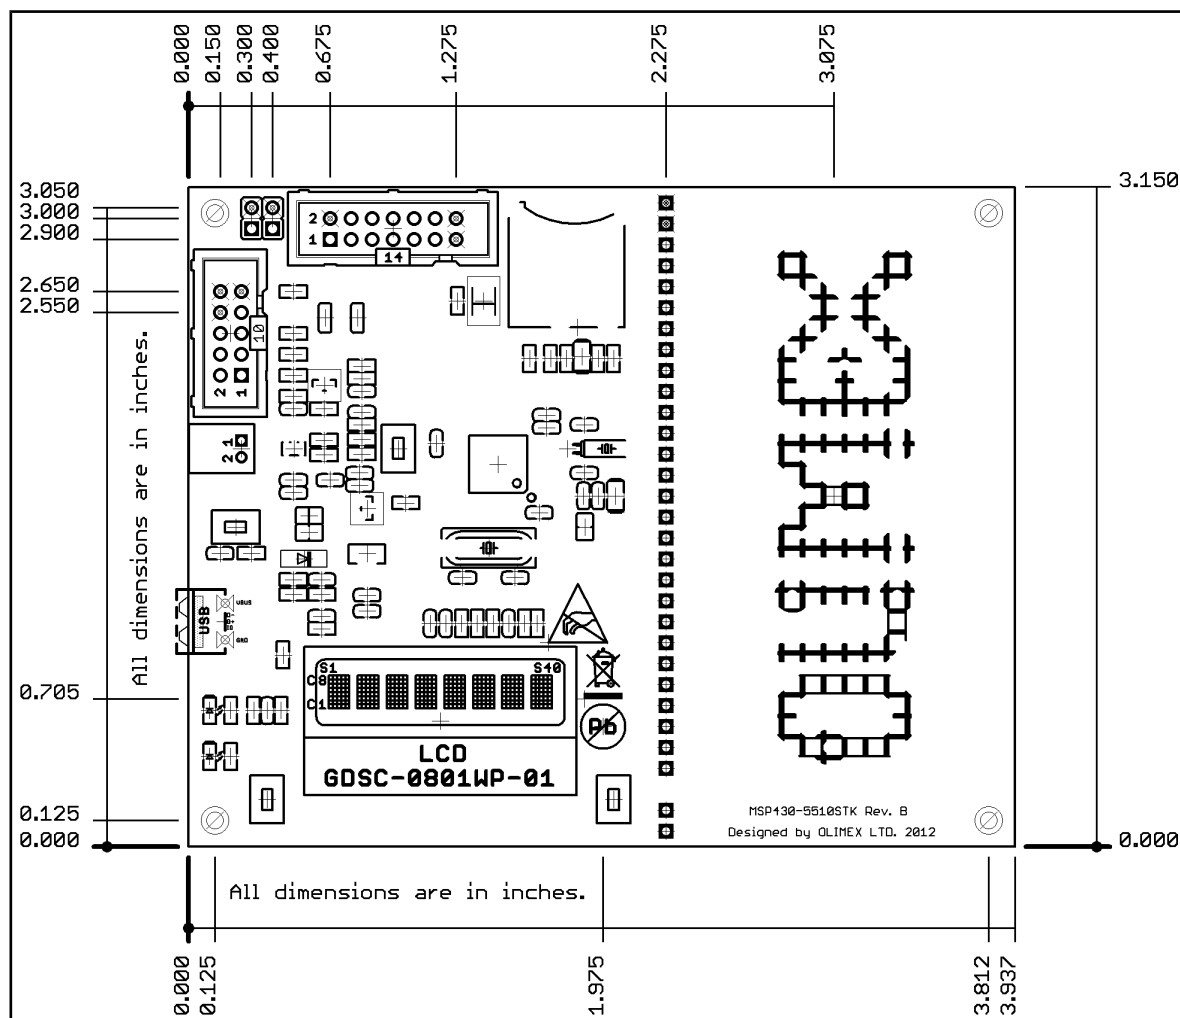 0.000
0.150
0.300
0.400
0.675
1.275
2.275
3.075
3.050
3.000
2.900
2.650
2.550
0.705
0.125
0.000
3.150
0.000
All dimensions are in inches.
2
1
14
10
2 1
2 1
USB
VBUS
GND
S1 S40
C8
C1
LCD
GDSC-0801WP-01
Pb
OLIMEX
MSP430-5510STK Rev. B
Designed by OLIMEX LTD. 2012
All dimensions are in inches.
0.000
0.125
1.975
3.812
3.937